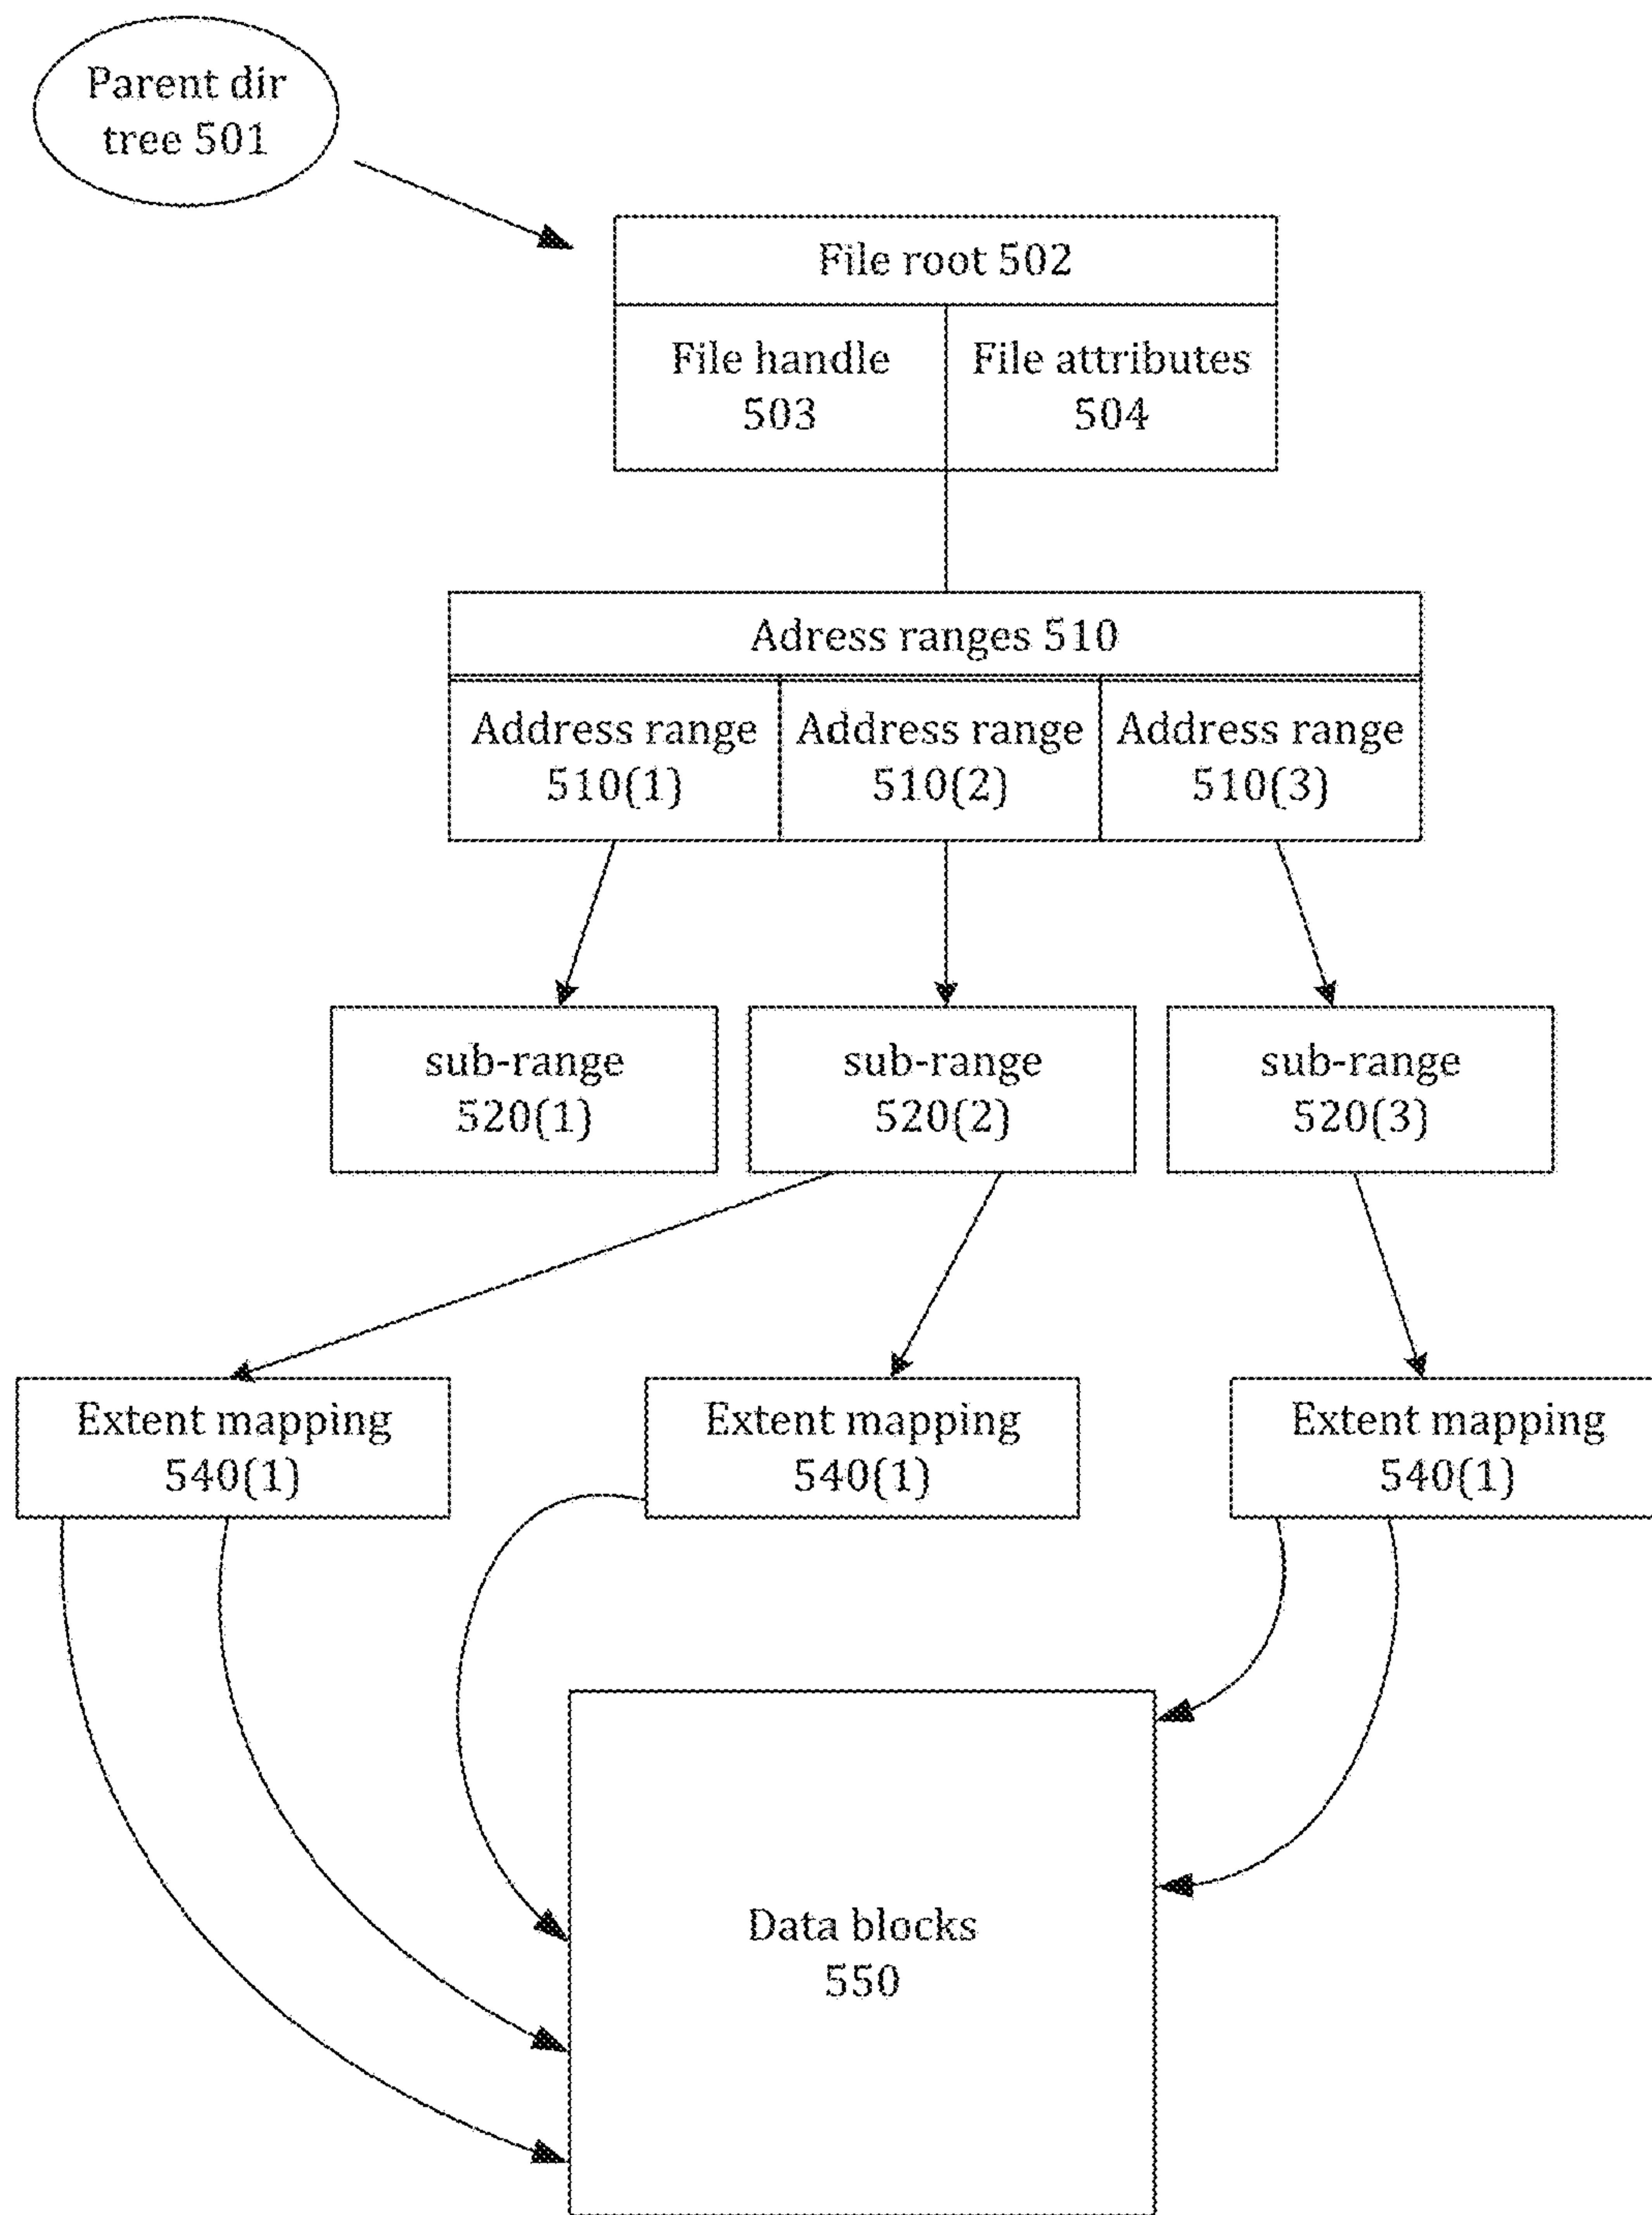 Parent dir
tree 501
File root 502
File handle
503
File attributes
504
Adress ranges 510
Address range
510(1)
Address range
510(2)
Address range
510(3)
sub-range
520(1)
sub-range
520(2)
sub-range
520(3)
Extent mapping
540(1)
Extent mapping
540(1)
Extent mapping
540(1)
Data blocks
550